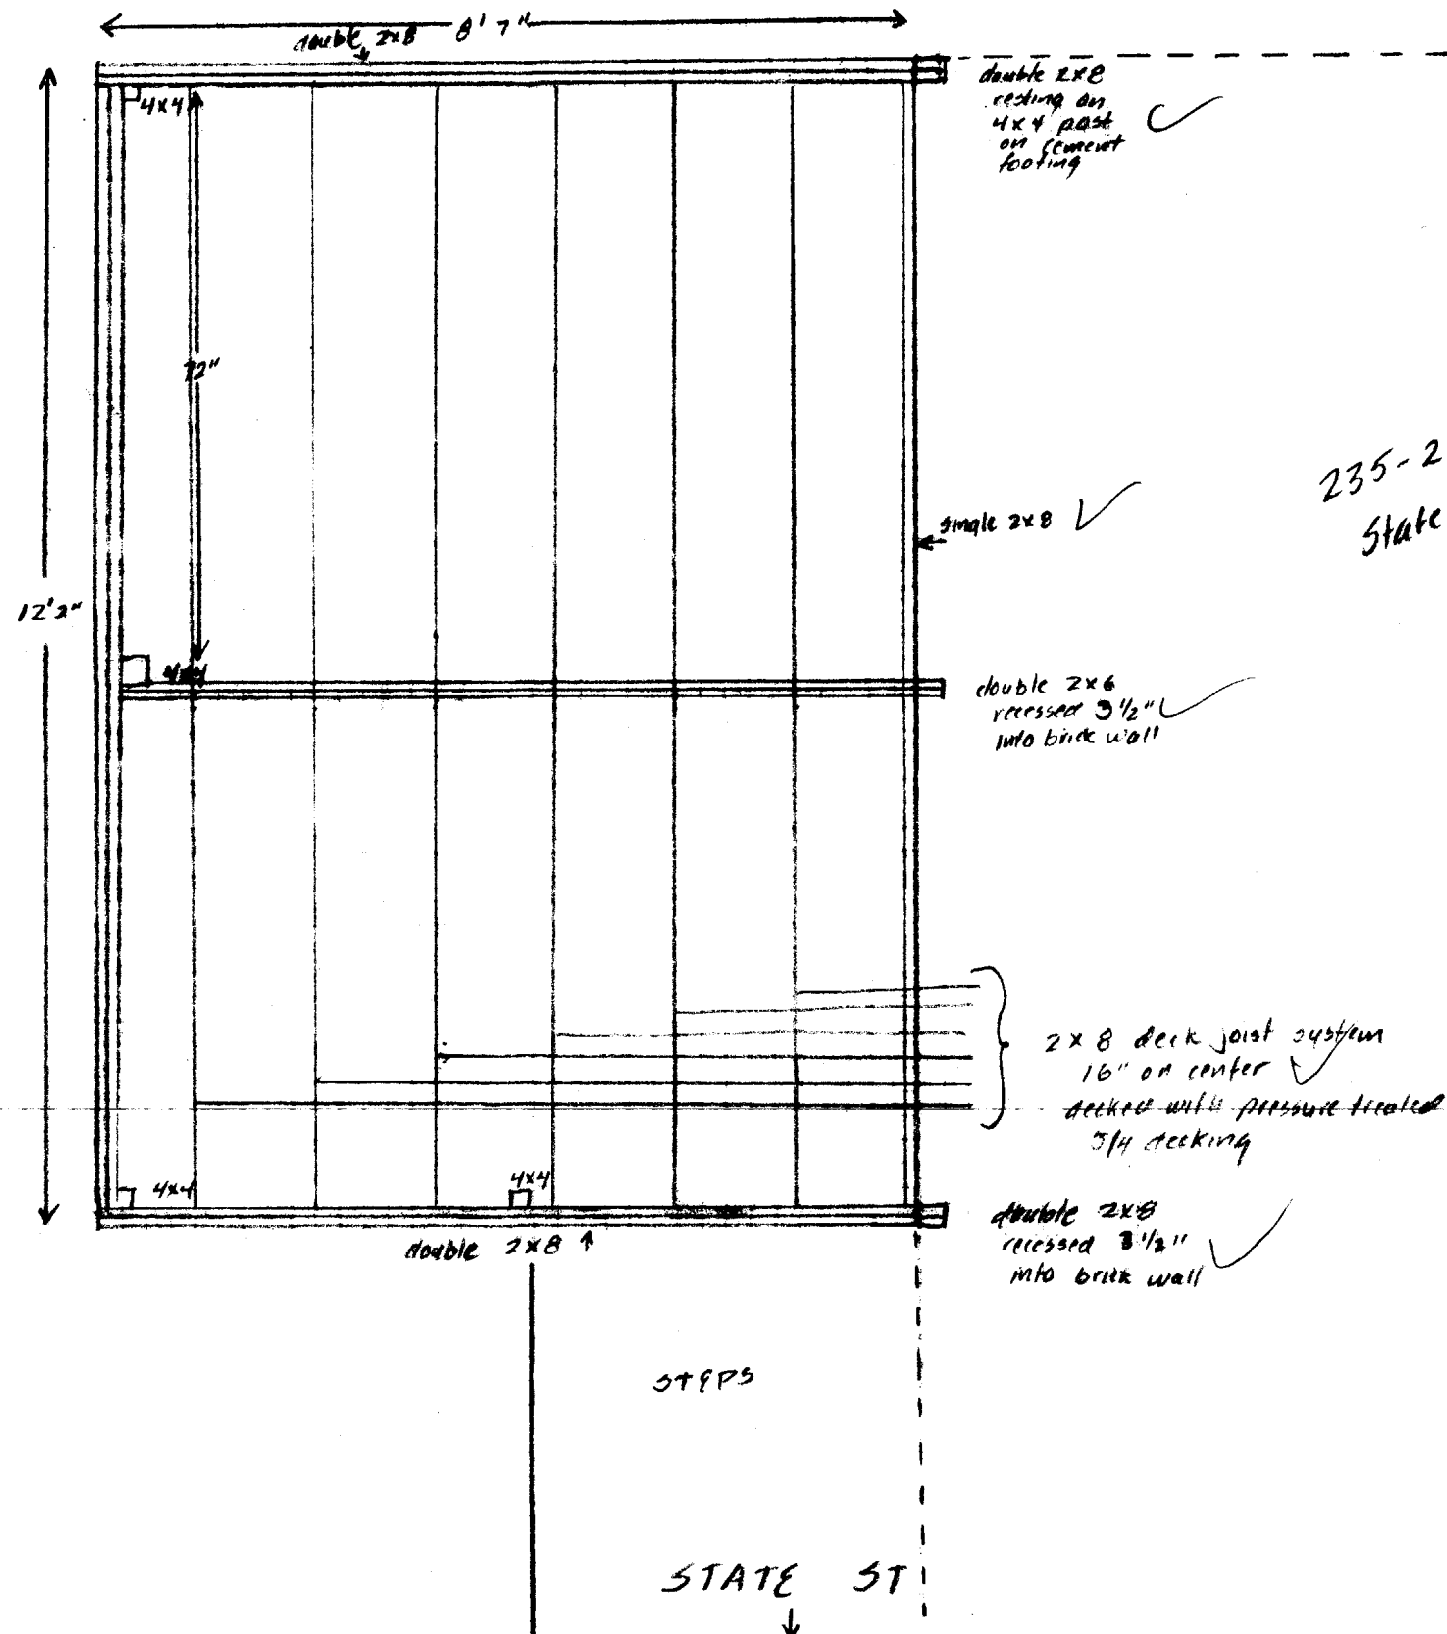 8' 7"
double 2x8
double 2x8
resting on
4x4 post
on cement
footing
4x4
72"
235-2
State
single 2x8
12'2"
4x4
double 2x6
recessed 3 1/2"
into brick wall
2x8 deck joist system
16" on center
decked with pressure treated
5/4 decking
4x4
4x4
double 2x8
recessed 3 1/2"
into brick wall
double 2x8
STEPS
STATE ST